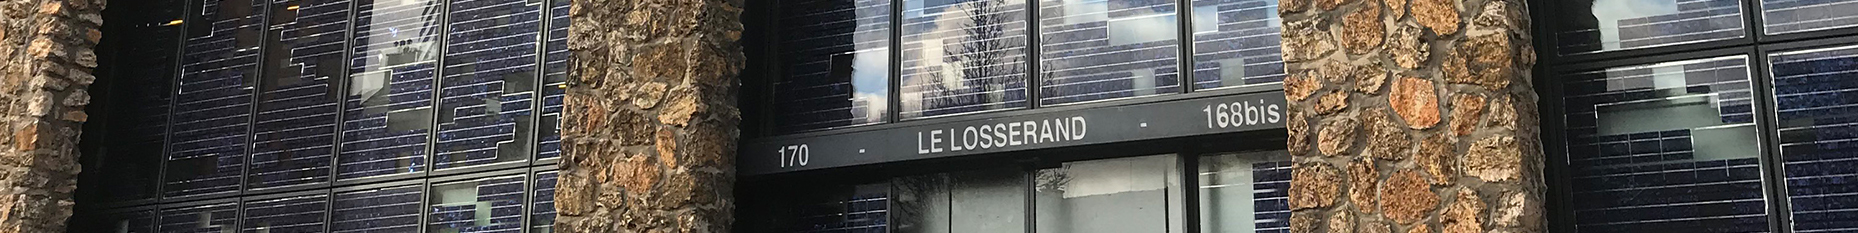 170 - LE LOSSERAND - 168bis